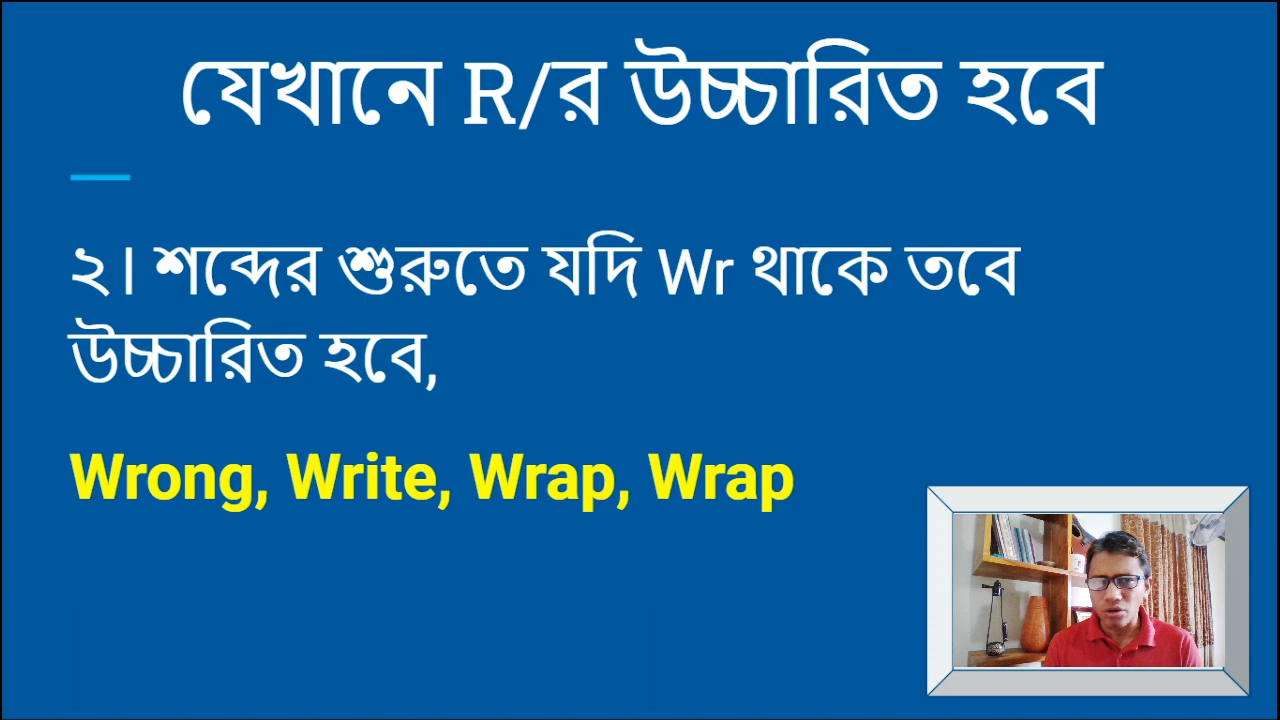 যেখানে R/র উচ্চারিত হবে
২। শব্দের শুরুতে যদি Wr থাকে তবে
উচ্চারিত হবে,
Wrong, Write, Wrap, Wrap